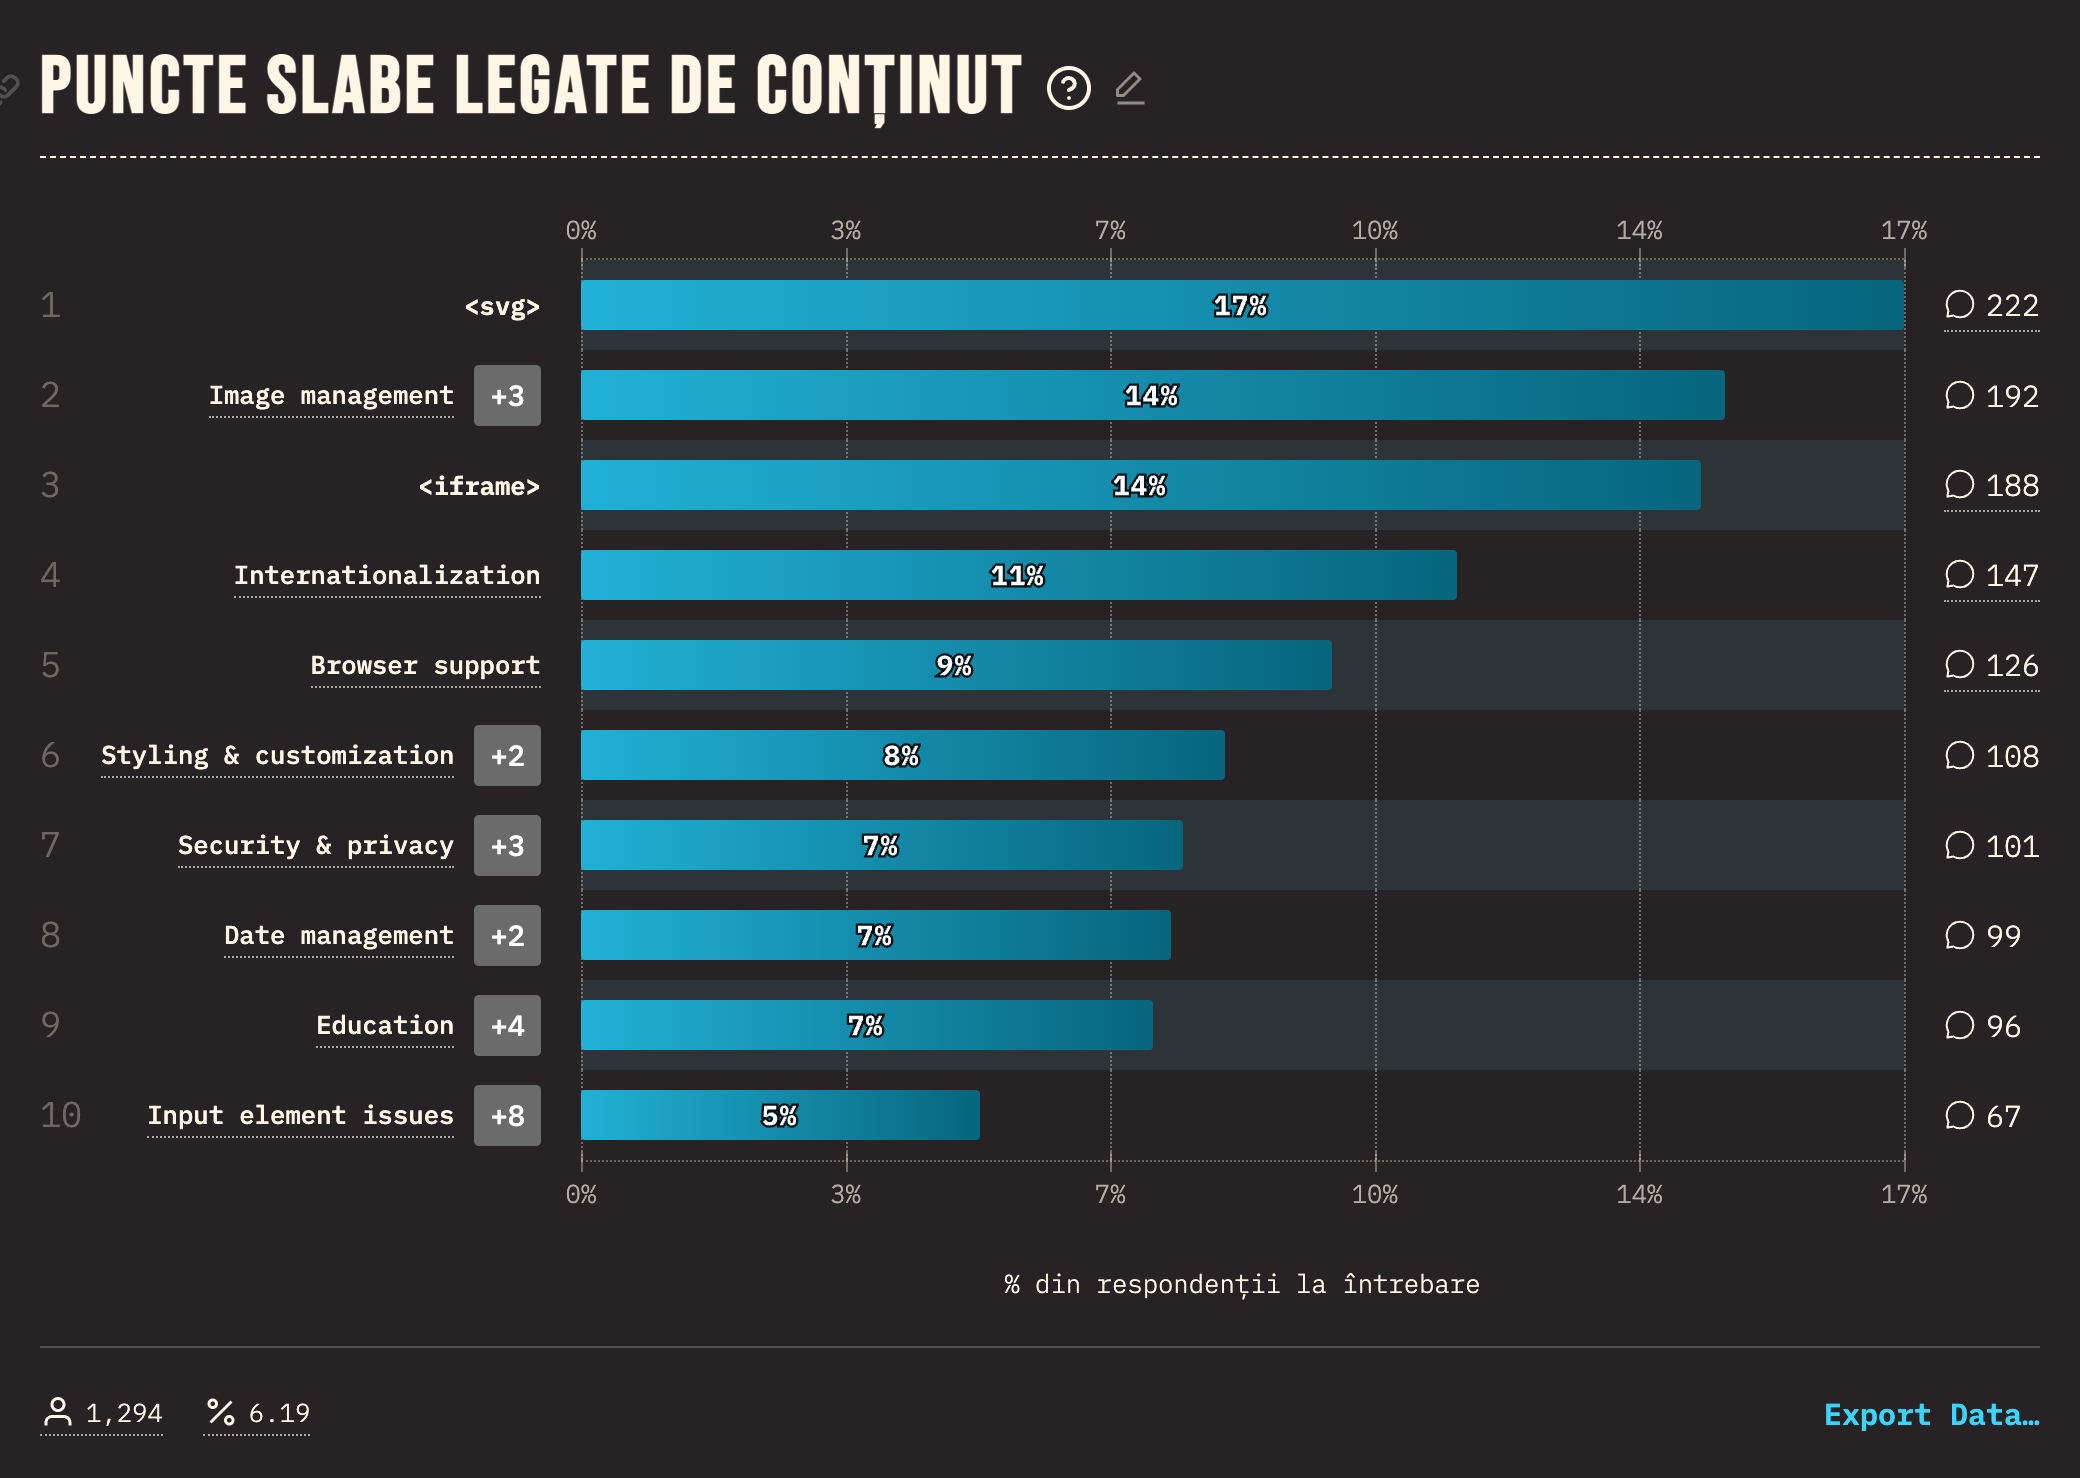 PUNCTE SLABE LEGATE DE CONȚINUT
0% 3% 7% 10% 14% 17%
1 <svg> 17% 222
2 Image management +3 14% 192
3 <iframe> 14% 188
4 Internationalization 11% 147
5 Browser support 9% 126
6 Styling & customization +2 8% 108
7 Security & privacy +3 7% 101
8 Date management +2 7% 99
9 Education +4 7% 96
10 Input element issues +8 5% 67
0% 3% 7% 10% 14% 17%
% din respondenții la întrebare
1,294 % 6.19 Export Data…